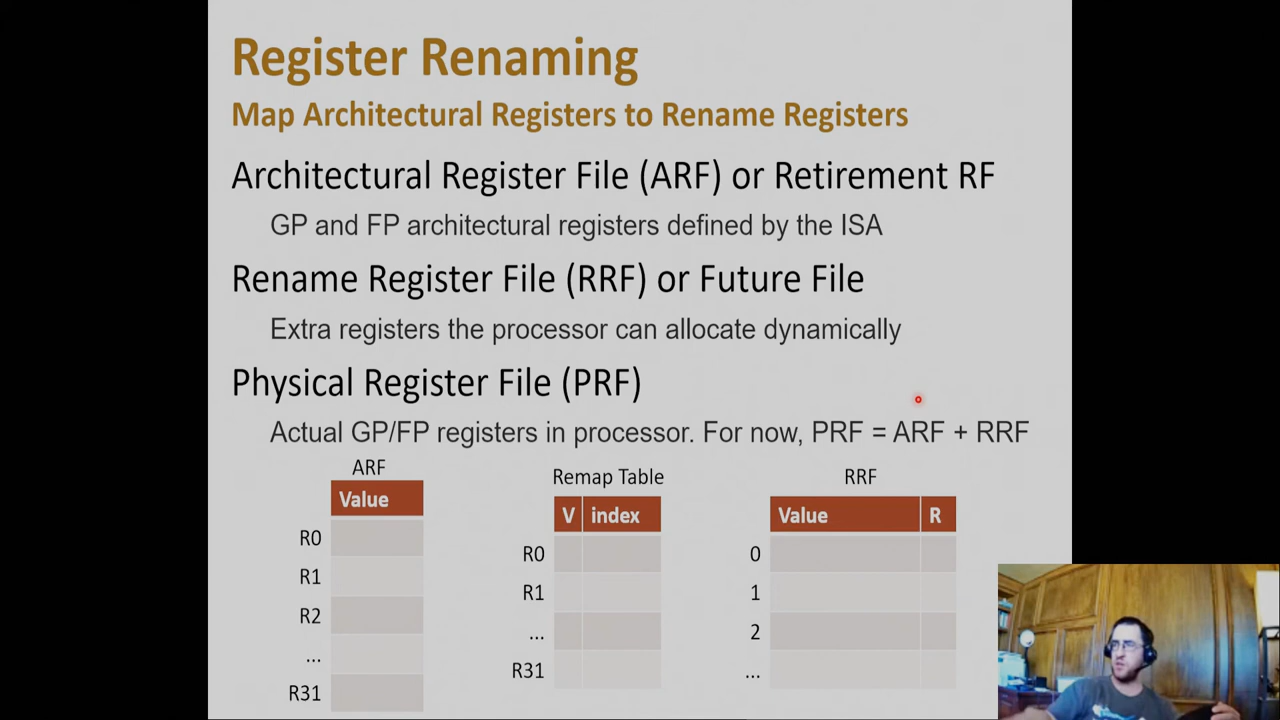 Register Renaming
Map Architectural Registers to Rename Registers
Architectural Register File (ARF) or Retirement RF
GP and FP architectural registers defined by the ISA
Rename Register File (RRF) or Future File
Extra registers the processor can allocate dynamically
Physical Register File (PRF)
Actual GP/FP registers in processor. For now, PRF = ARF + RRF
ARF
Value
R0
R1
R2
...
R31
Remap Table
V index
R0
R1
...
R31
RRF
Value R
0
1
2
...